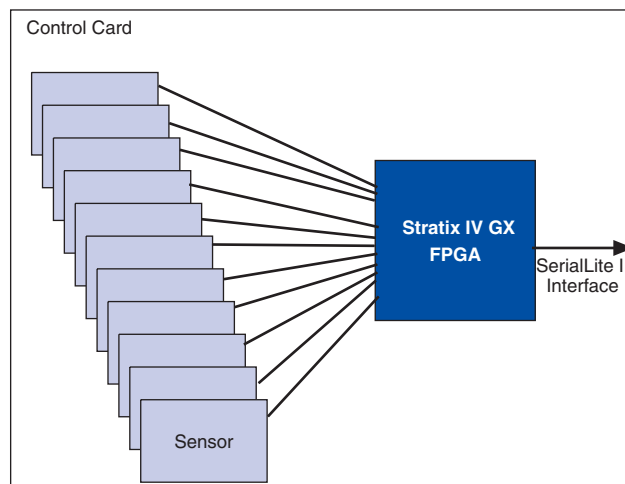 Control Card
Stratix IV GX
FPGA
SerialLite I
Interface
Sensor